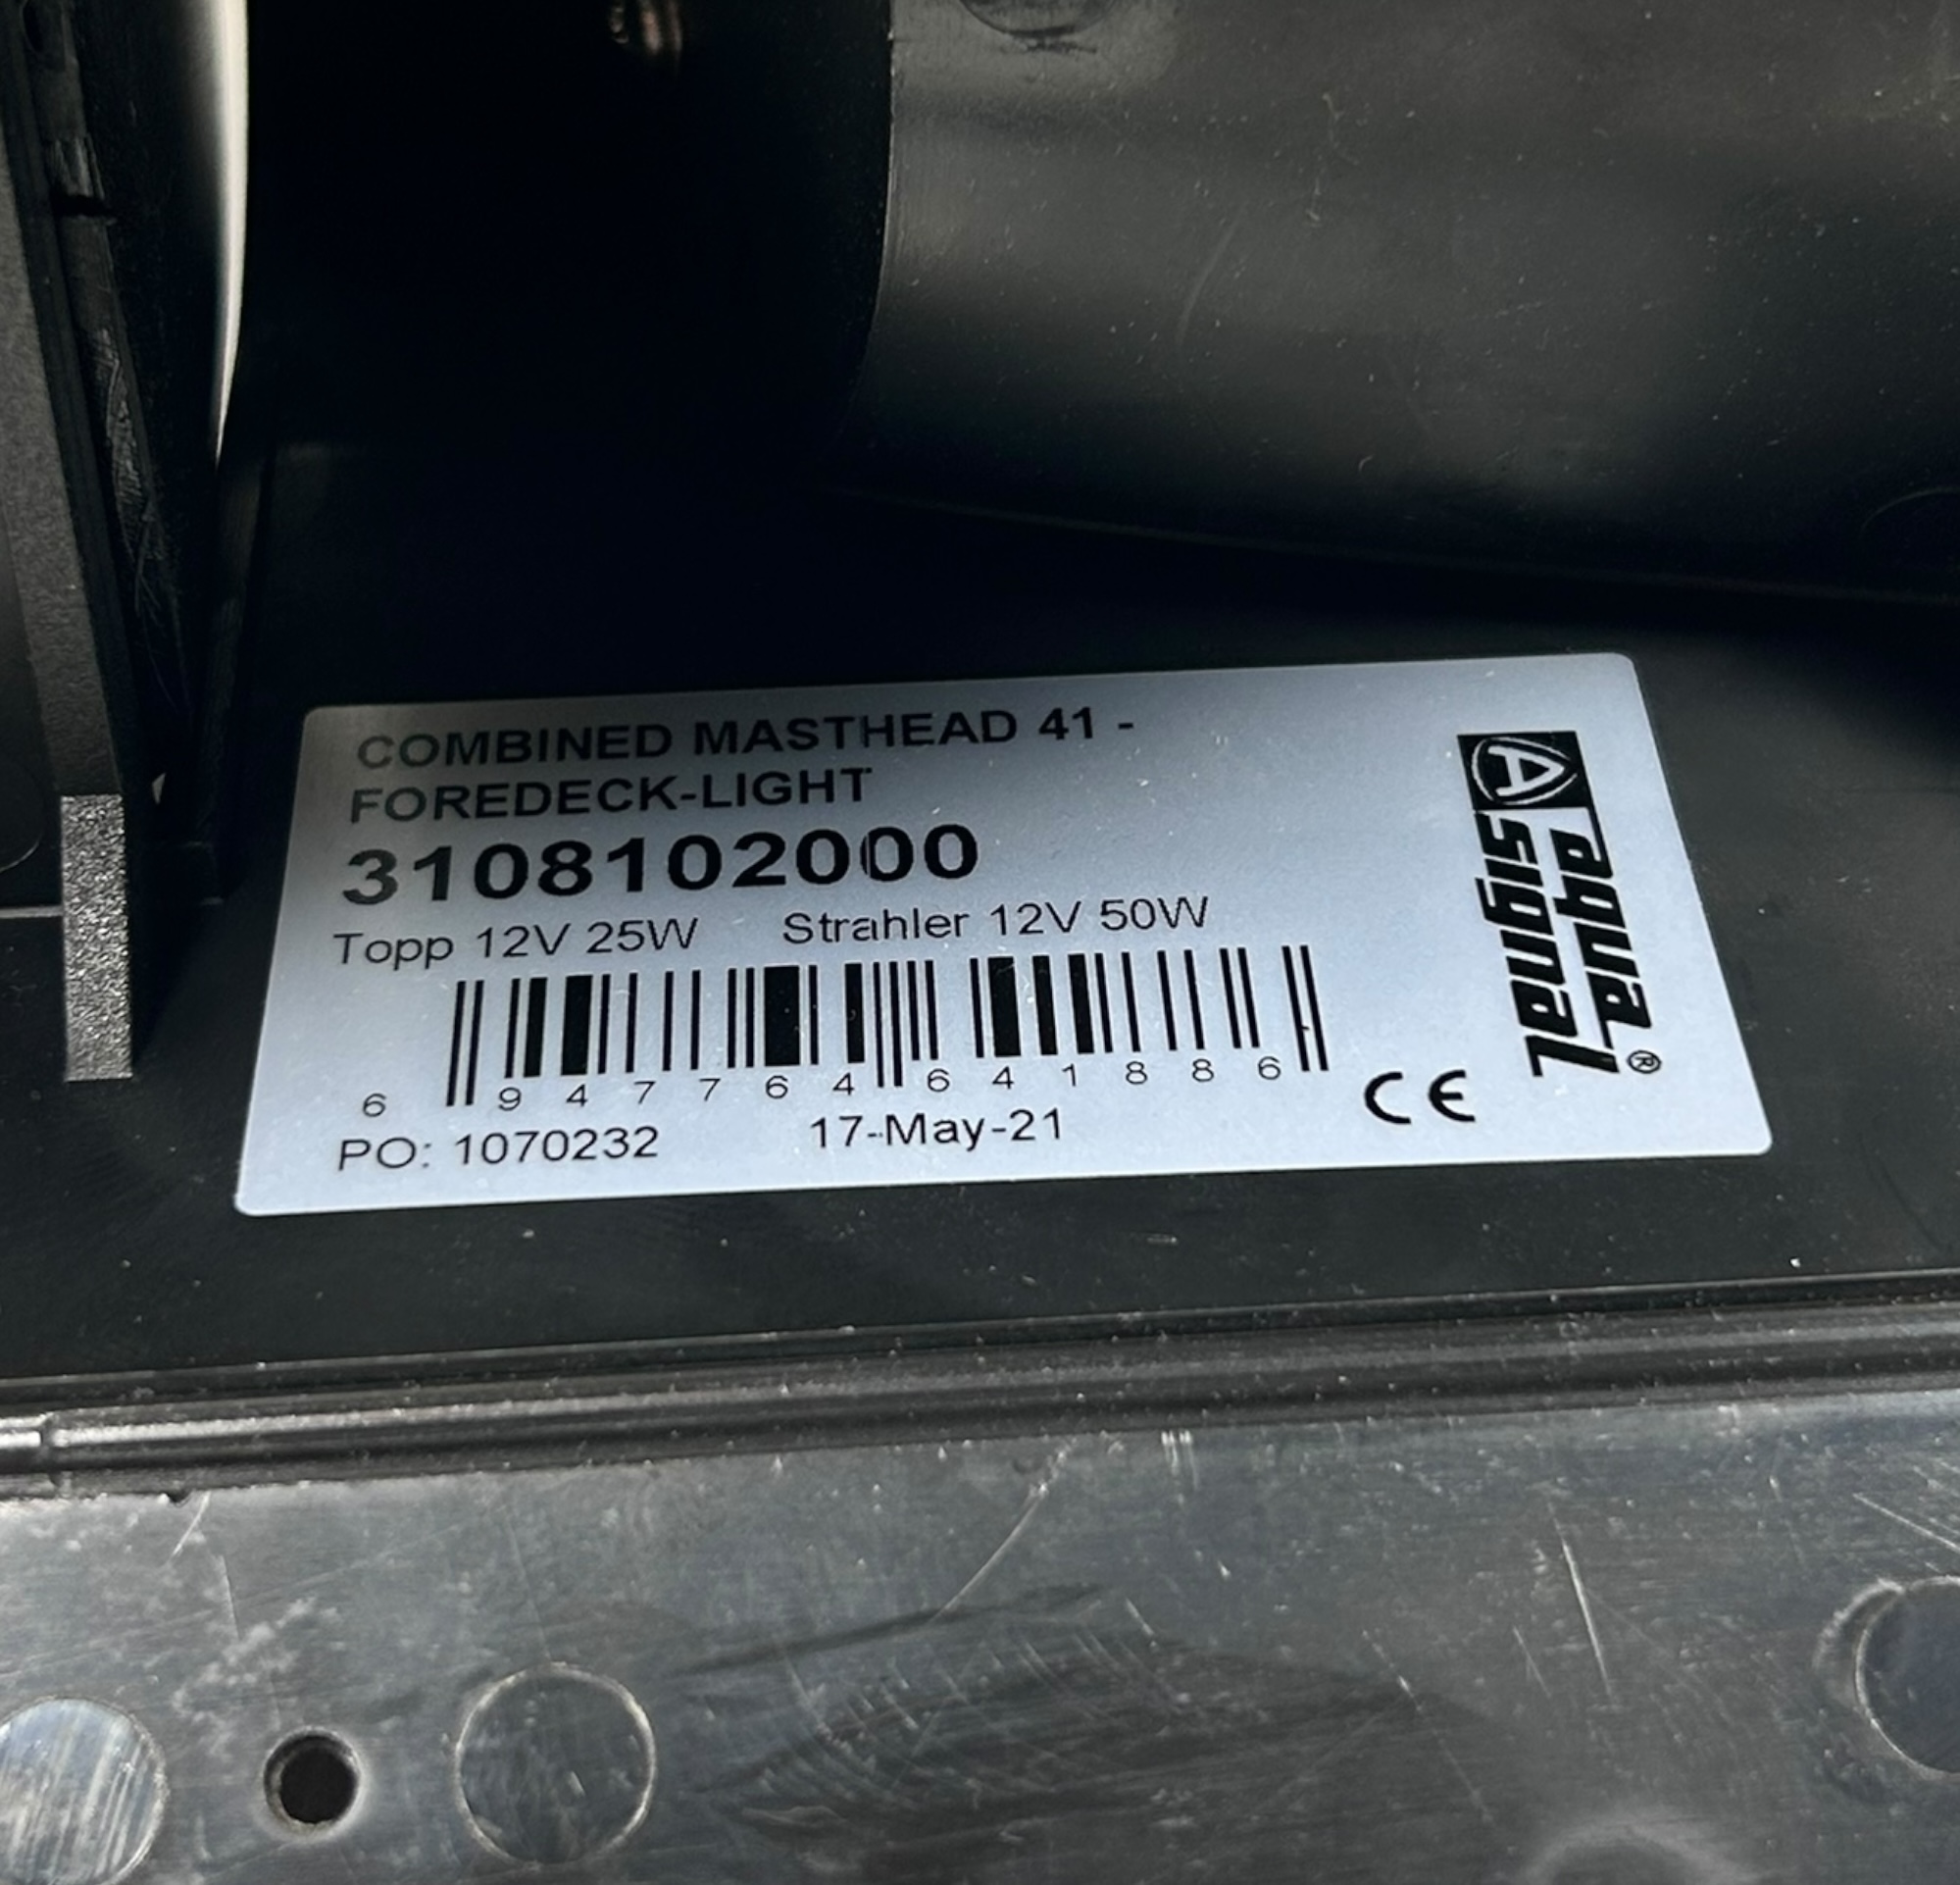 COMBINED MASTHEAD 41 -
FOREDECK-LIGHT
3108102000
Topp 12V 25W Strahler 12V 50W
6 947764 641886
PO: 1070232 17-May-21
CE
aqua
signal
®